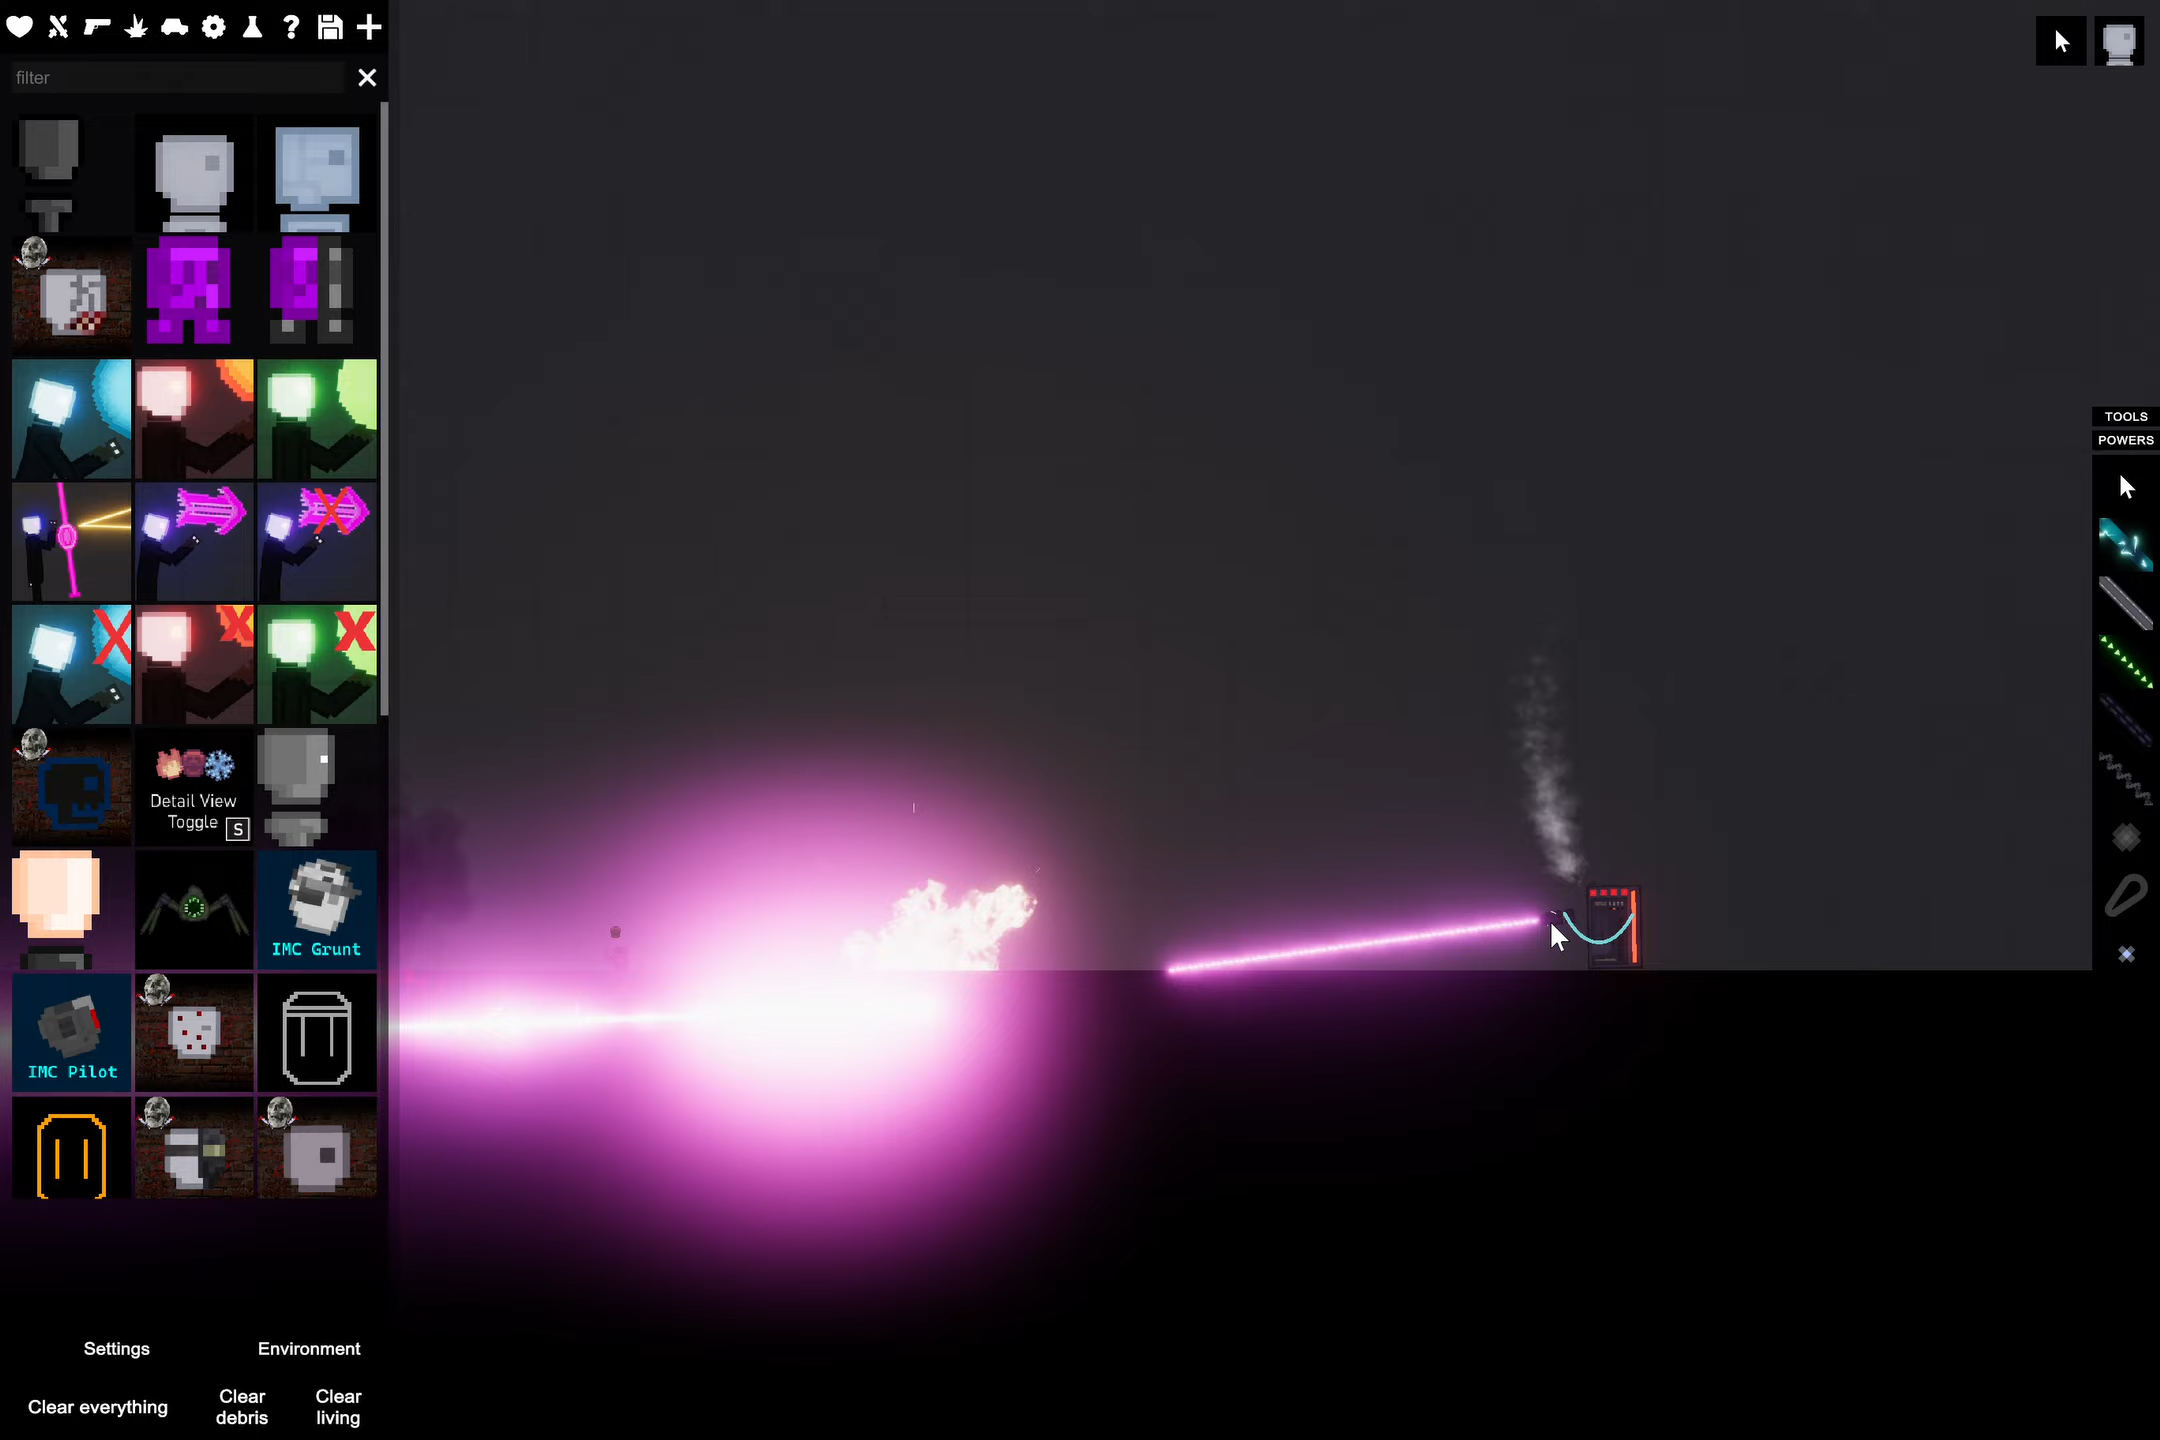 filter
TOOLS
POWERS
Detail View
Toggle
S
IMC Grunt
IMC Pilot
Settings
Environment
Clear everything
Clear
debris
Clear
living